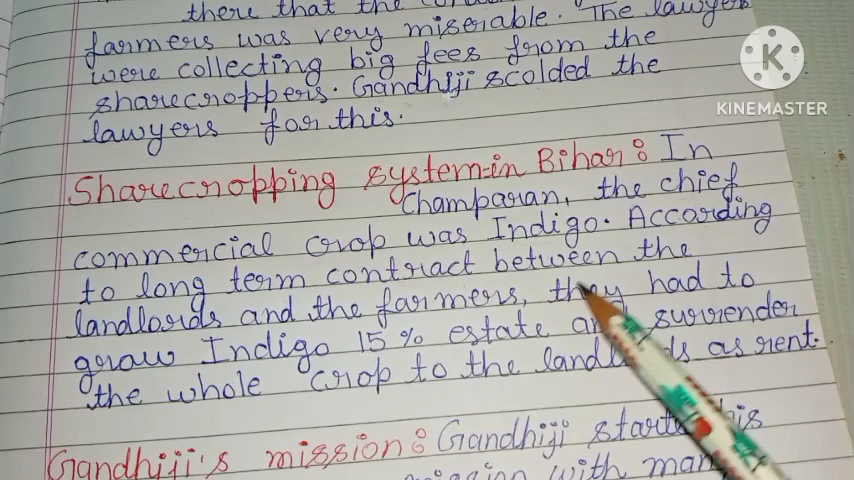 there that the
farmers was very miserable. The lawyers
were collecting big fees from the
sharecroppers. Gandhiji scolded the
lawyers for this.
K
KINEMASTER
Sharecropping system in Bihar: In
Champaran, the chief
commercial crop was Indigo. According
to long term contract between the
landlords and the farmers, they had to
grow Indigo 15% estate and surrender
the whole crop to the landlords as rent.
Gandhiji's mission: Gandhiji started his
mission with many